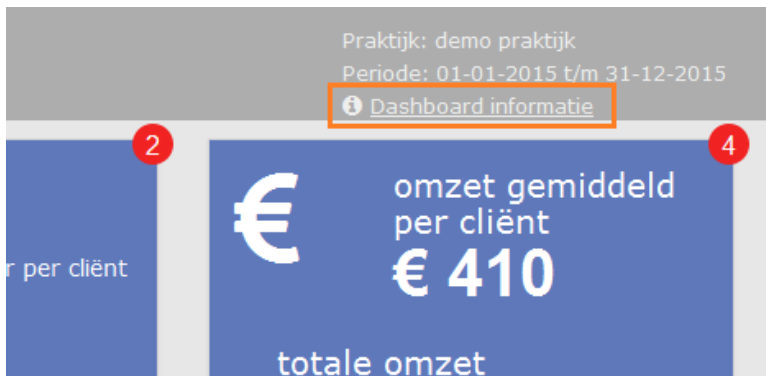 Praktijk: demo praktijk
Periode: 01-01-2015 t/m 31-12-2015
Dashboard informatie
2
per cliënt
4
€
omzet gemiddeld
per cliënt
€ 410
totale omzet